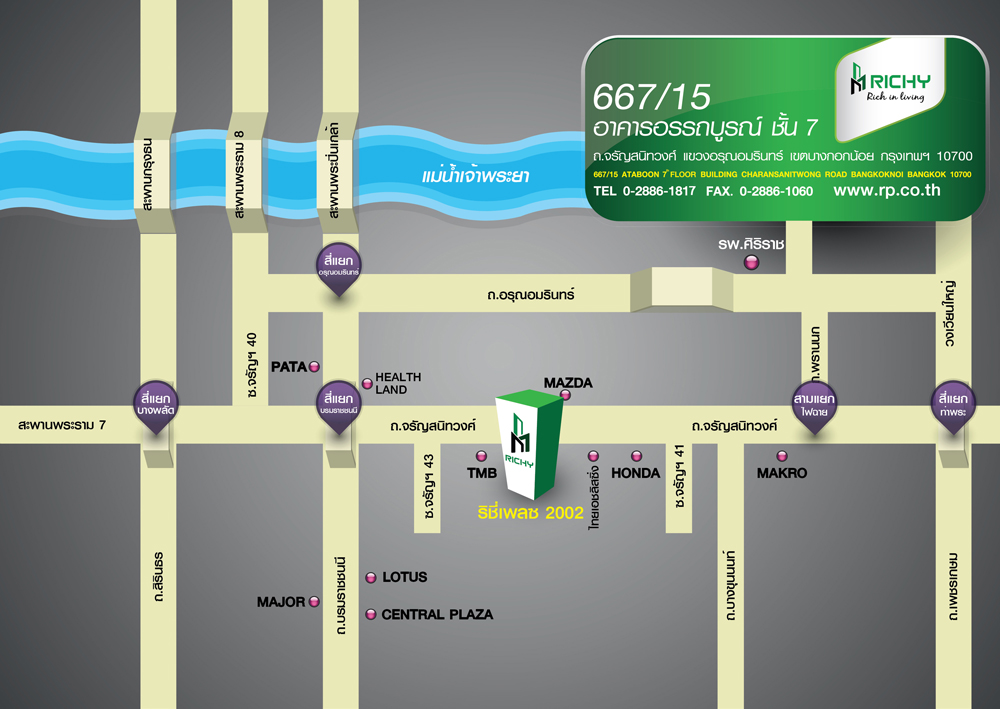 667/15
อาคารอรรถบูรณ์ ชั้น 7
ถ.จรัญสนิทวงศ์ แขวงอรุณอมรินทร์ เขตบางกอกน้อย กรุงเทพฯ 10700
667/15 ATABOON 7 FLOOR BUILDING CHARANSANITWONG ROAD BANGKOKNOI BANGKOK 10700
TEL 0-2886-1817 FAX. 0-2886-1060 www.rp.co.th
RICHY
Rich in living
สะพานกรุงธน
สะพานพระราม 8
สะพานพระปิ่นเกล้า
แม่น้ำเจ้าพระยา
รพ.ศิริราช
สี่แยก
อรุณอมรินทร์
ถ.อรุณอมรินทร์
วงเวียนใหญ่
ซ.จรัญฯ 40
ถ.พรานนก
PATA
HEALTH
LAND
MAZDA
สี่แยก
บางพลัด
สี่แยก
บรมราชชนนี
สามแยก
ไฟฉาย
สี่แยก
ท่าพระ
สะพานพระราม 7
ถ.จรัญสนิทวงศ์
ถ.จรัญสนิทวงศ์
RICHY
ซ.จรัญฯ 43
TMB
ไทยเอชลิสซิ่ง
HONDA
ซ.จรัญฯ 41
MAKRO
ริชี่เพลซ 2002
ถ.สิรินธร
ถ.บรมราชชนนี
LOTUS
MAJOR
CENTRAL PLAZA
ถ.บางขุนนนท์
ถ.เพชรเกษม